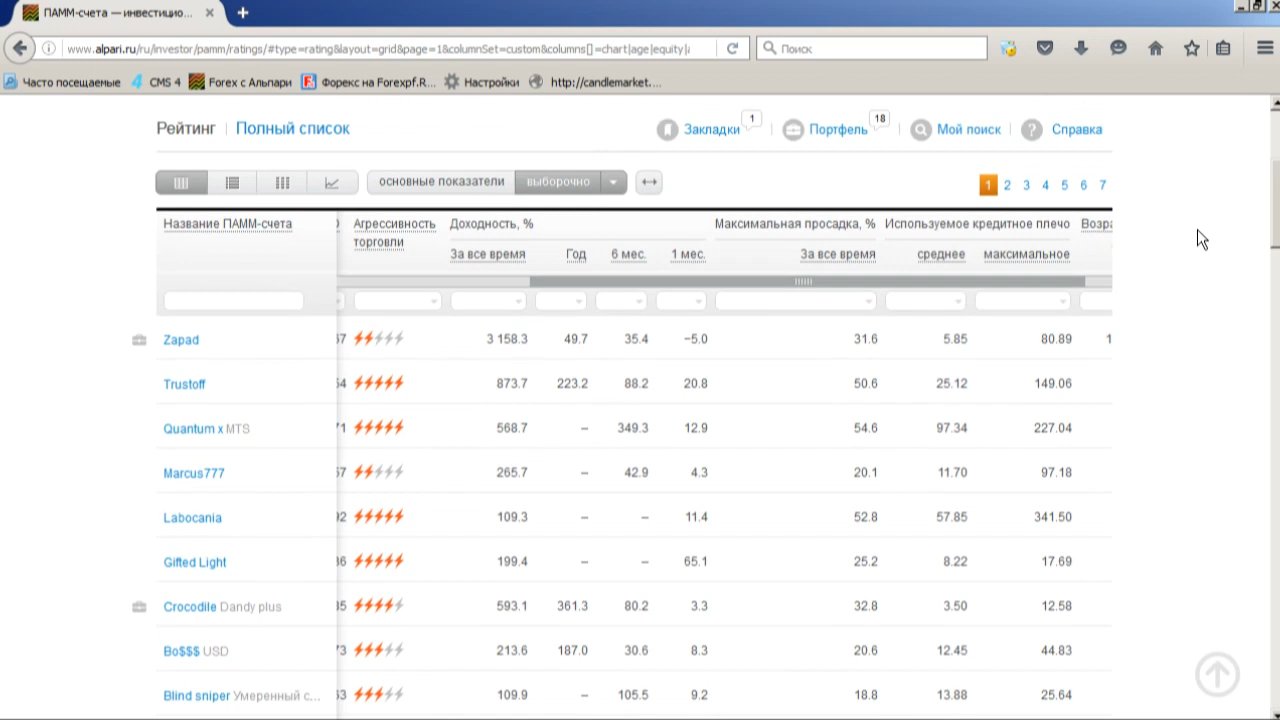 ПАММ-счета — инвестицио...
www.alpari.ru/ru/investor/pamm/ratings/#type=rating&layout=grid&page=1&columnSet=custom&columns[]=chart|age|equity|
Поиск
Часто посещаемые CMS 4 Forex с Альпари Форекс на Forexpf.R... Настройки http://candlemarket....
Рейтинг Полный список Закладки 1 Портфель 18 Мой поиск Справка
основные показатели выборочно 1 2 3 4 5 6 7
Название ПАММ-счета Агрессивность торговли Доходность, % Максимальная просадка, % Используемое кредитное плечо
За все время Год 6 мес. 1 мес. За все время среднее максимальное
Zapad 3 158.3 49.7 35.4 −5.0 31.6 5.85 80.89 1
Trustoff 873.7 223.2 88.2 20.8 50.6 25.12 149.06
Quantum x MTS 568.7 – 349.3 12.9 54.6 97.34 227.04
Marcus777 265.7 – 42.9 4.3 20.1 11.70 97.18
Labocania 109.3 – – 11.4 52.8 57.85 341.50
Gifted Light 199.4 – – 65.1 25.2 8.22 17.69
Crocodile Dandy plus 593.1 361.3 80.2 3.3 32.8 3.50 12.58
Bo$$$ USD 213.6 187.0 30.6 8.3 20.6 12.45 44.83
Blind sniper Умеренный с... 109.9 – 105.5 9.2 18.8 13.88 25.64